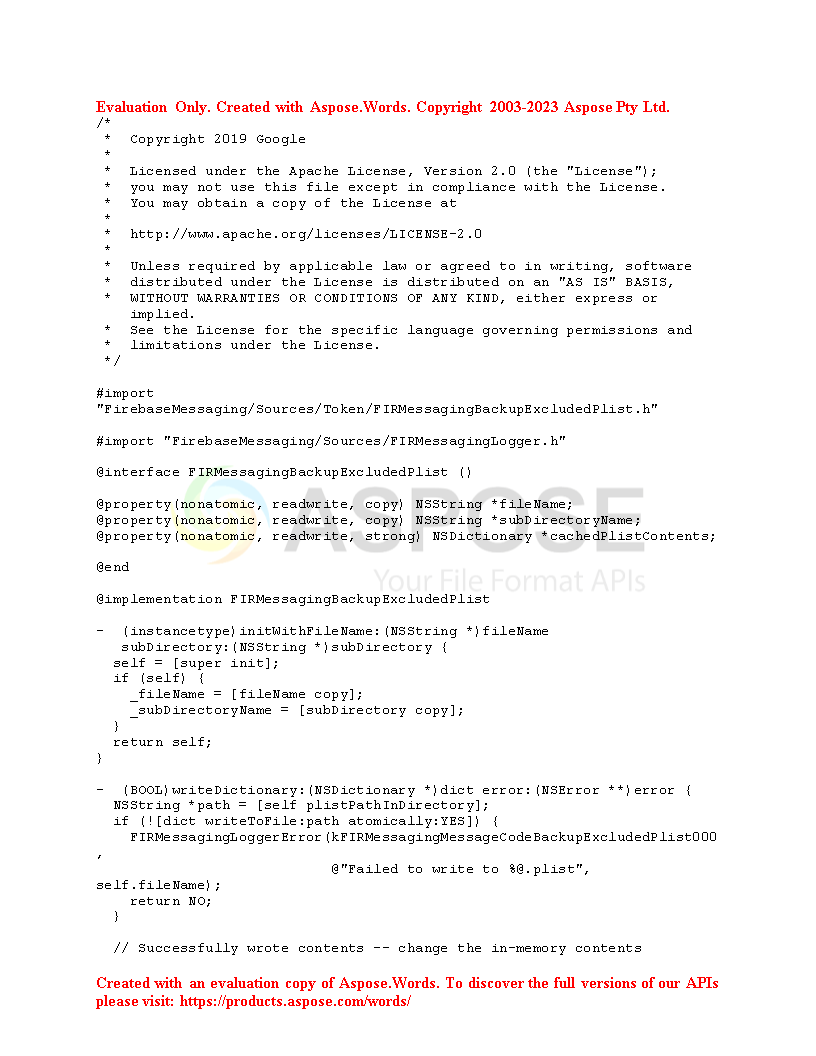 Evaluation Only. Created with Aspose.Words. Copyright 2003-2023 Aspose Pty Ltd.
/*
 *  Copyright 2019 Google
 *
 *  Licensed under the Apache License, Version 2.0 (the "License");
 *  you may not use this file except in compliance with the License.
 *  You may obtain a copy of the License at
 *
 *  http://www.apache.org/licenses/LICENSE-2.0
 *
 *  Unless required by applicable law or agreed to in writing, software
 *  distributed under the License is distributed on an "AS IS" BASIS,
 *  WITHOUT WARRANTIES OR CONDITIONS OF ANY KIND, either express or
    implied.
 *  See the License for the specific language governing permissions and
 *  limitations under the License.
 */

#import
"FirebaseMessaging/Sources/Token/FIRMessagingBackupExcludedPlist.h"

#import "FirebaseMessaging/Sources/FIRMessagingLogger.h"

@interface FIRMessagingBackupExcludedPlist ()

@property(nonatomic, readwrite, copy) NSString *fileName;
@property(nonatomic, readwrite, copy) NSString *subDirectoryName;
@property(nonatomic, readwrite, strong) NSDictionary *cachedPlistContents;
ASPOSE

@end
Your File Format APIs

@implementation FIRMessagingBackupExcludedPlist

-  (instancetype)initWithFileName:(NSString *)fileName
   subDirectory:(NSString *)subDirectory {
  self = [super init];
  if (self) {
    _fileName = [fileName copy];
    _subDirectoryName = [subDirectory copy];
  }
  return self;
}

-  (BOOL)writeDictionary:(NSDictionary *)dict error:(NSError **)error {
  NSString *path = [self plistPathInDirectory];
  if (![dict writeToFile:path atomically:YES]) {
    FIRMessagingLoggerError(kFIRMessagingMessageCodeBackupExcludedPlist000
,
                            @"Failed to write to %@.plist",
self.fileName);
    return NO;
  }

  // Successfully wrote contents -- change the in-memory contents

Created with an evaluation copy of Aspose.Words. To discover the full versions of our APIs
please visit: https://products.aspose.com/words/